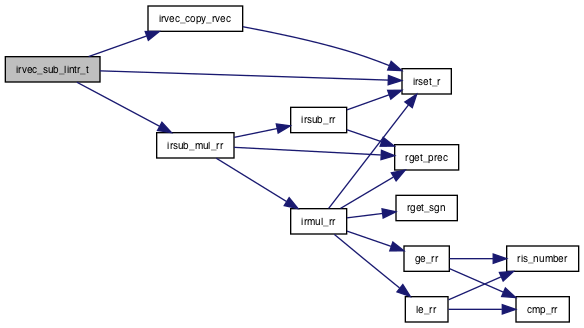 irvec_copy_rvec
irvec_sub_lintr_t
irset_r
irsub_rr
irsub_mul_rr
rget_prec
rget_sgn
irmul_rr
ge_rr
ris_number
le_rr
cmp_rr